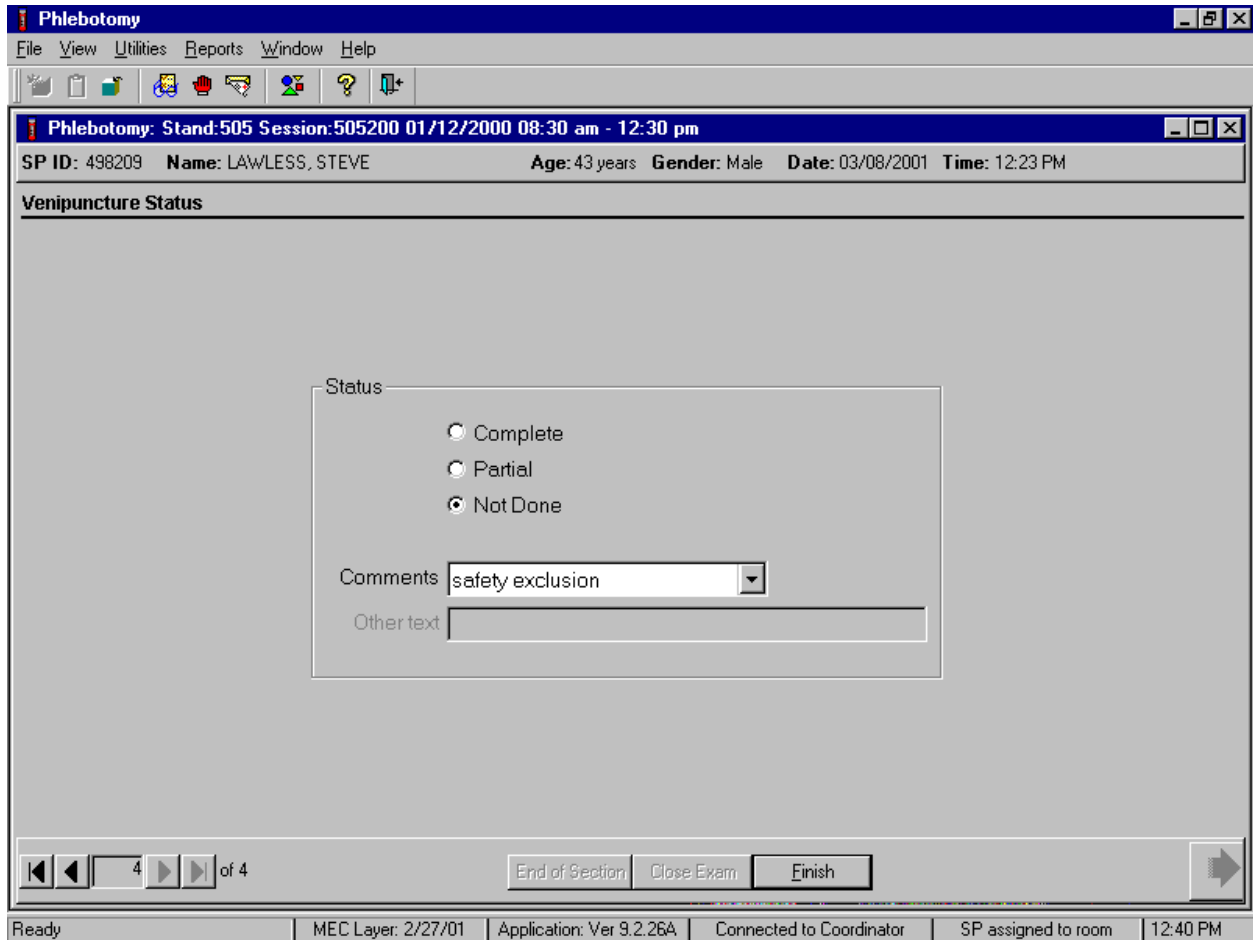 Phlebotomy
File View Utilities Reports Window Help
Phlebotomy: Stand:505 Session:505200 01/12/2000 08:30 am - 12:30 pm
SP ID: 498209 Name: LAWLESS, STEVE Age: 43 years Gender: Male Date: 03/08/2001 Time: 12:23 PM
Venipuncture Status
Status
Complete
Partial
Not Done
Comments safety exclusion
Other text
4 of 4 End of Section Close Exam Finish
Ready MEC Layer: 2/27/01 Application: Ver 9.2.26A Connected to Coordinator SP assigned to room 12:40 PM